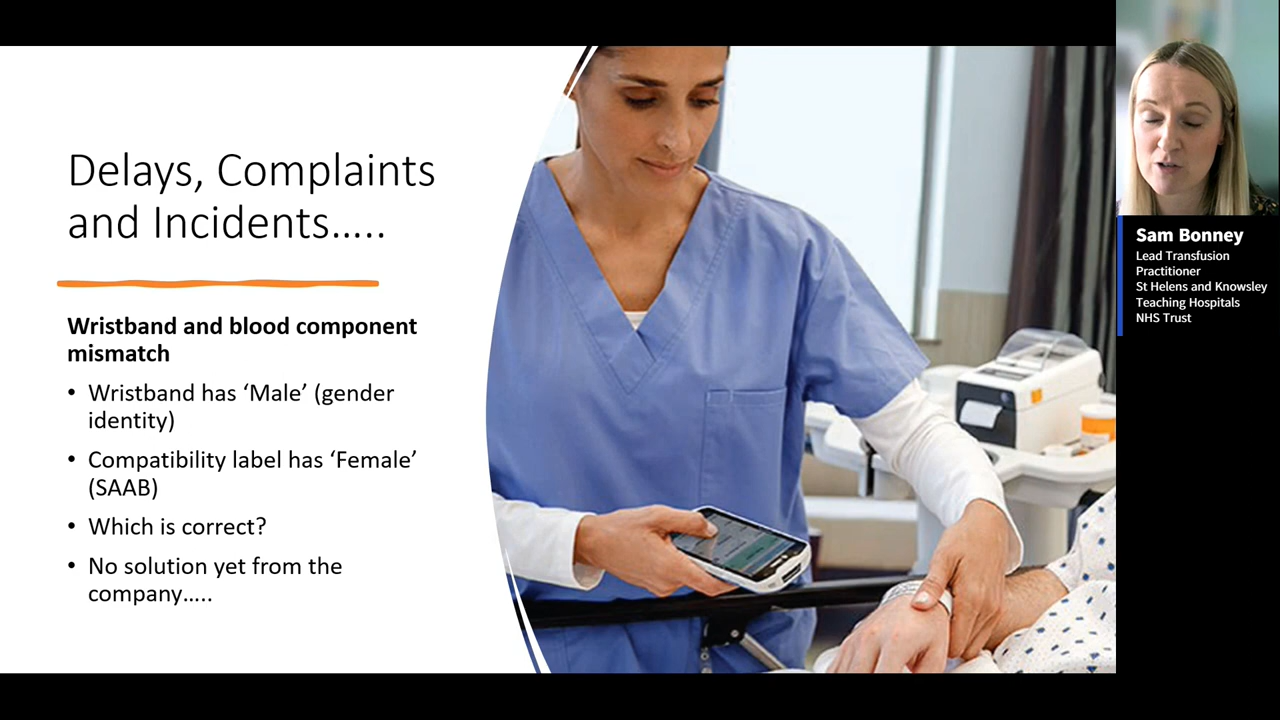 Delays, Complaints
and Incidents.....
Wristband and blood component
mismatch
• Wristband has ‘Male’ (gender
identity)
• Compatibility label has ‘Female’
(SAAB)
• Which is correct?
• No solution yet from the
company.....
Sam Bonney
Lead Transfusion
Practitioner
St Helens and Knowsley
Teaching Hospitals
NHS Trust